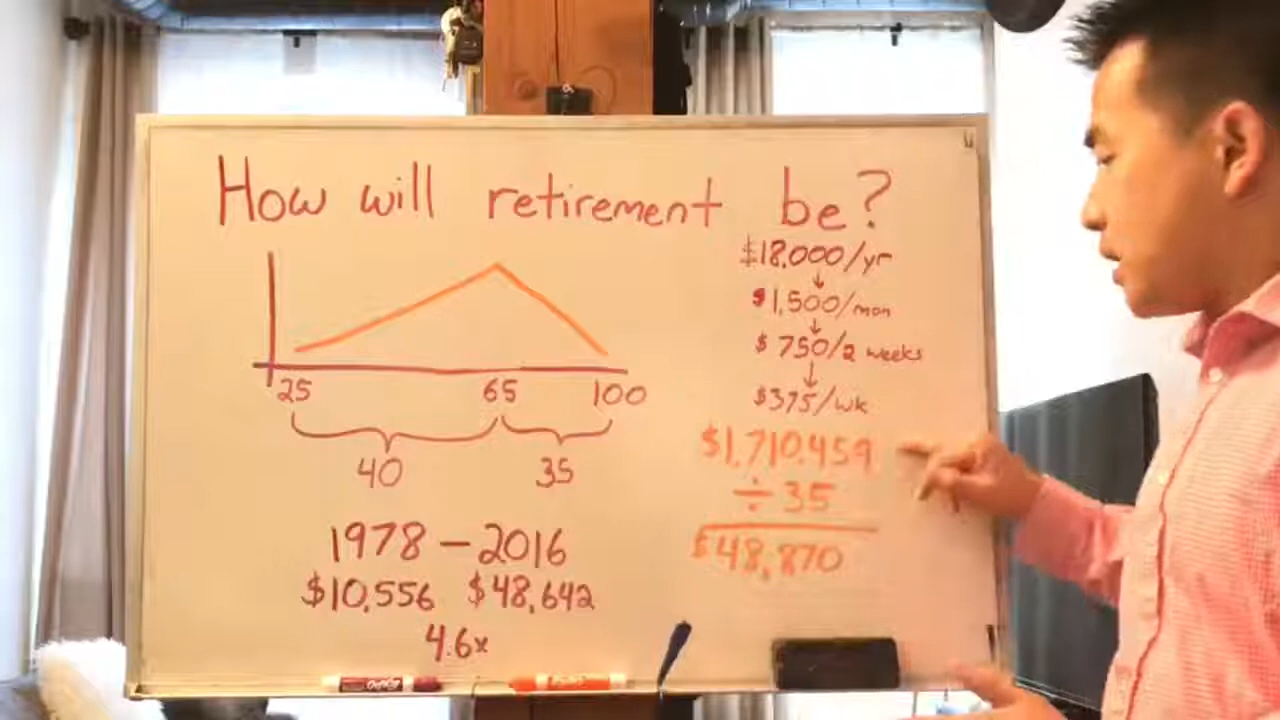 How will retirement be?
$18,000/yr
$1,500/mon
$750/2 weeks
$375/wk
25 65 100
40 35
$1,710,459
÷ 35
$48,870
1978 – 2016
$10,556 $48,642
4.6x
EXPO